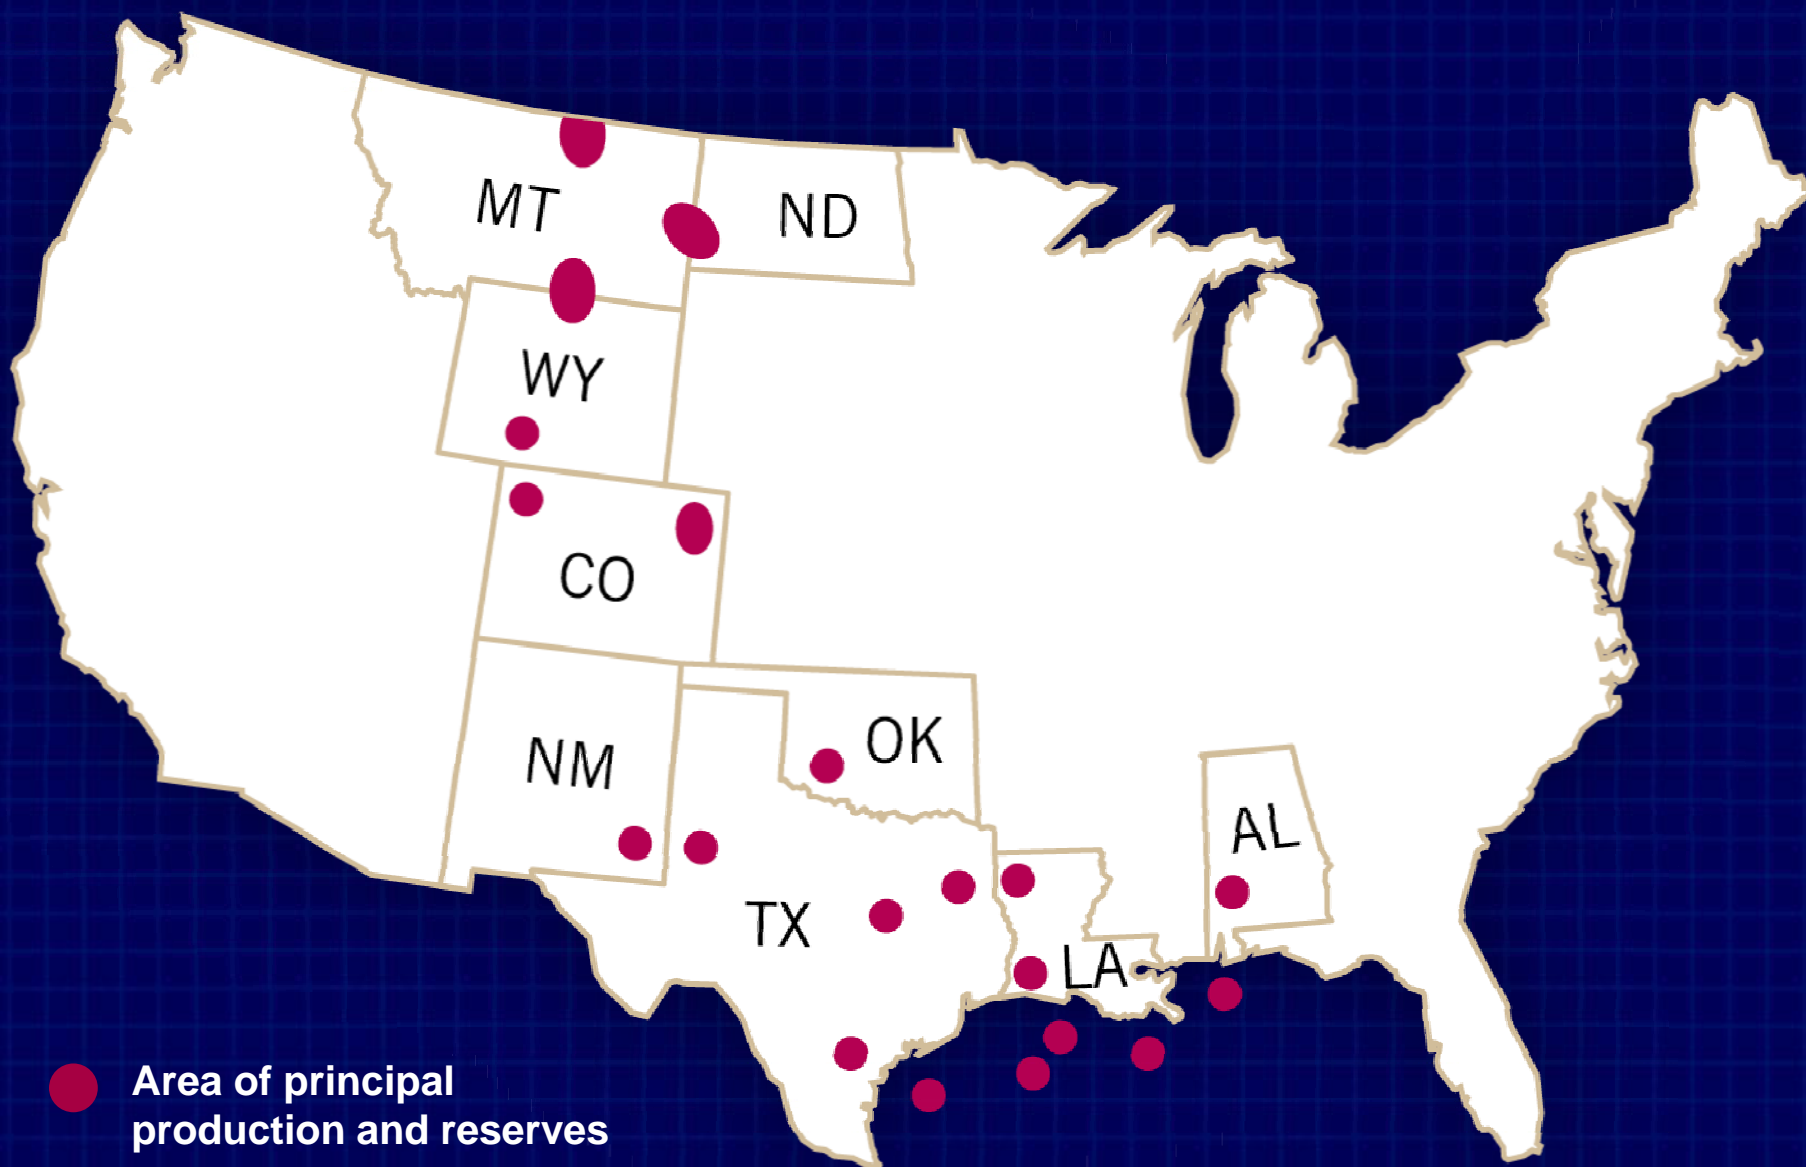 MT
ND
WY
CO
NM
OK
AL
TX
LA
Area of principal
production and reserves